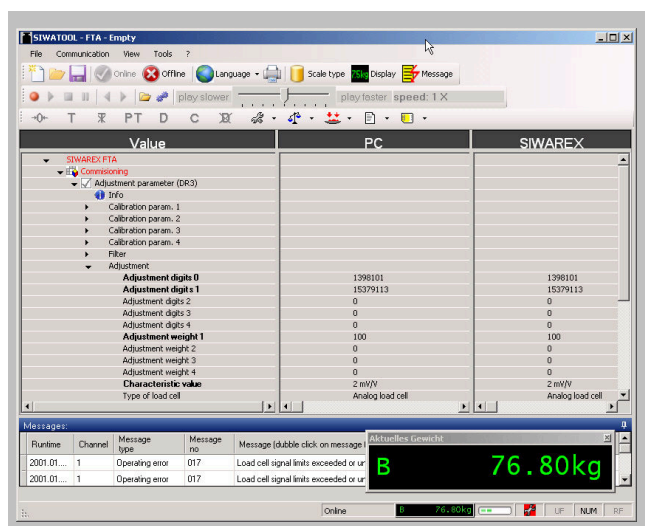 SIWATOOL - FTA - Empty
File Communication View Tools ?
Online Offline Language Scale type 75kg Display Message
play slower play faster speed: 1 X
→0← T PT D C
Value PC SIWAREX
SIWAREX FTA
Commisioning
Adjustment parameter (DR3)
Info
Calibration param. 1
Calibration param. 2
Calibration param. 3
Calibration param. 4
Filter
Adjustment
Adjustment digits 0 1398101 1398101
Adjustment digits 1 15379113 15379113
Adjustment digits 2 0 0
Adjustment digits 3 0 0
Adjustment digits 4 0 0
Adjustment weight 1 100 100
Adjustment weight 2 0 0
Adjustment weight 3 0 0
Adjustment weight 4 0 0
Characteristic value 2 mV/V 2 mV/V
Type of load cell Analog load cell Analog load cell
Messages:
Runtime Channel Message type Message no Message (dubble click on message
2001.01.... 1 Operating error 017 Load cell signal limits exceeded or ur
2001.01.... 1 Operating error 017 Load cell signal limits exceeded or ur
Aktuelles Gewicht
B 76.80kg
Online B 76.80kg UF NUM RF